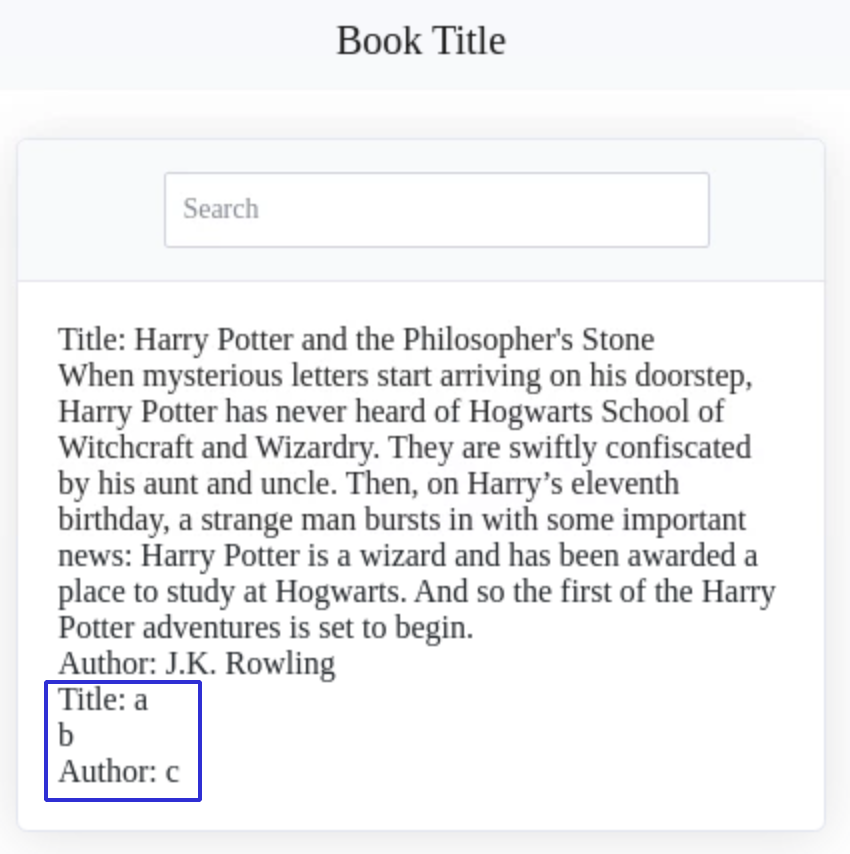 Book Title
Search
Title: Harry Potter and the Philosopher's Stone
When mysterious letters start arriving on his doorstep,
Harry Potter has never heard of Hogwarts School of
Witchcraft and Wizardry. They are swiftly confiscated
by his aunt and uncle. Then, on Harry’s eleventh
birthday, a strange man bursts in with some important
news: Harry Potter is a wizard and has been awarded a
place to study at Hogwarts. And so the first of the Harry
Potter adventures is set to begin.
Author: J.K. Rowling
Title: a
b
Author: c